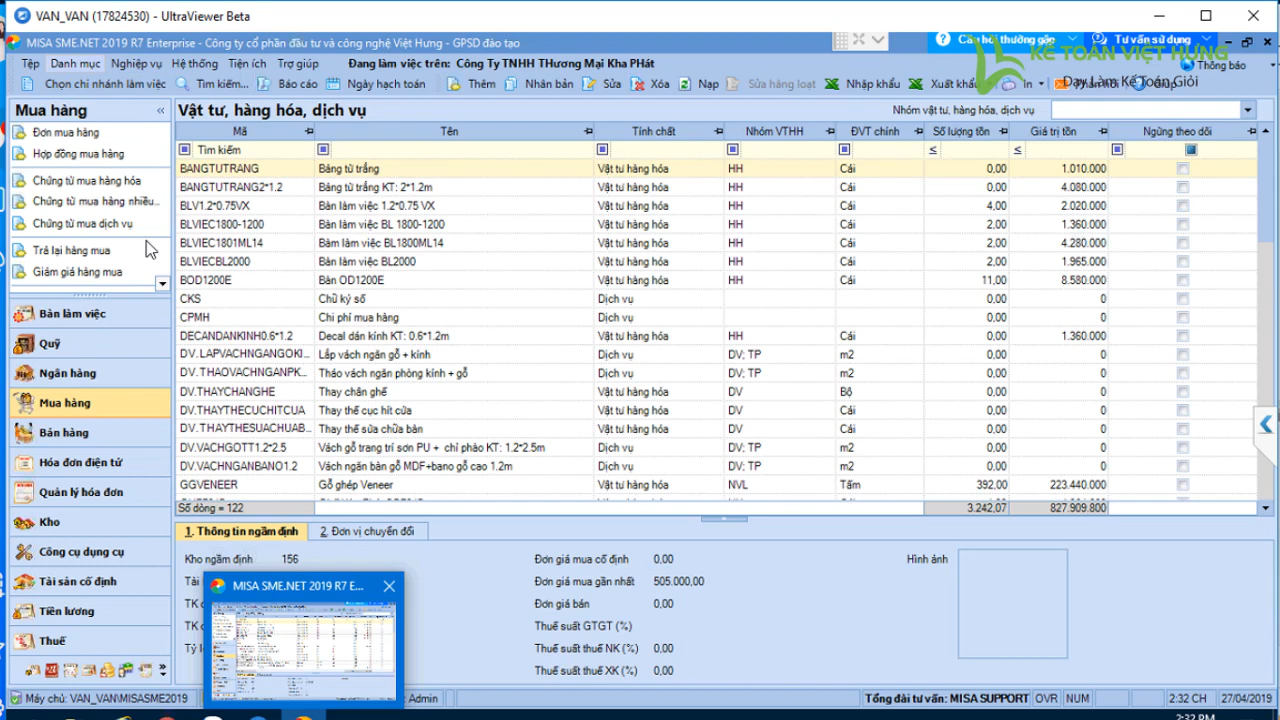 VAN_VAN (17824530) - UltraViewer Beta
MISA SME.NET 2019 R7 Enterprise - Công ty cổ phần đầu tư và công nghệ Việt Hưng - GPSD đào tạo
Câu hỏi thường gặp
Tư vấn sử dụng
KẾ TOÁN VIỆT HƯNG
Dạy Làm Kế Toán Giỏi
Tệp Danh mục Nghiệp vụ Hệ thống Tiện ích Trợ giúp Đang làm việc trên: Công Ty TNHH THương Mại Kha PHát Thông báo
Chọn chi nhánh làm việc Tìm kiếm... Báo cáo Ngày hạch toán Thêm Nhân bản Sửa Xóa Nạp Sửa hàng loạt Nhập khẩu Xuất khẩu In
Mua hàng
Đơn mua hàng
Hợp đồng mua hàng
Chứng từ mua hàng hóa
Chứng từ mua hàng nhiều...
Chứng từ mua dịch vụ
Trả lại hàng mua
Giảm giá hàng mua
Bàn làm việc
Quỹ
Ngân hàng
Mua hàng
Bán hàng
Hóa đơn điện tử
Quản lý hóa đơn
Kho
Công cụ dụng cụ
Tài sản cố định
Tiền lương
Thuế
Vật tư, hàng hóa, dịch vụ Nhóm vật tư, hàng hóa, dịch vụ
Mã Tên Tính chất Nhóm VTHH ĐVT chính Số lượng tồn Giá trị tồn Ngừng theo dõi
Tìm kiếm ≤ ≤
BANGTUTRANG Bảng từ trắng Vật tư hàng hóa HH Cái 0,00 1.010.000
BANGTUTRANG2*1.2 Bảng từ trắng KT: 2*1.2m Vật tư hàng hóa HH Cái 0,00 4.080.000
BLV1.2*0.75VX Bàn làm việc 1.2*0.75 VX Vật tư hàng hóa HH Cái 4,00 2.020.000
BLVIEC1800-1200 Bàn làm việc BL 1800-1200 Vật tư hàng hóa HH Cái 2,00 1.360.000
BLVIEC1801ML14 Bàm làm việc BL1800ML14 Vật tư hàng hóa HH Cái 2,00 4.280.000
BLVIECBL2000 Bàn làm việc BL2000 Vật tư hàng hóa HH Cái 2,00 1.965.000
BOD1200E Bàn OD1200E Vật tư hàng hóa HH Cái 11,00 8.580.000
CKS Chữ ký số Dịch vụ 0,00 0
CPMH Chi phí mua hàng Dịch vụ 0,00 0
DECANDANKINH0.6*1.2 Decal dán kính KT: 0.6*1.2m Vật tư hàng hóa HH Cái 0,00 1.360.000
DV.LAPVACHNGANGOKI... Lắp vách ngăn gỗ + kính Dịch vụ DV; TP m2 0,00 0
DV.THAOVACHNGANPK... Tháo vách ngăn phòng kính + gỗ Dịch vụ DV; TP m2 0,00 0
DV.THAYCHANGHE Thay chân ghế Vật tư hàng hóa DV Bộ 0,00 0
DV.THAYTHECUCHITCUA Thay thế cục hít cửa Vật tư hàng hóa DV Cái 0,00 0
DV.THAYTHESUACHUAB... Thay thế sửa chữa bàn Vật tư hàng hóa DV Cái 0,00 0
DV.VACHGOTT1.2*2.5 Vách gỗ trang trí sơn PU + chỉ phào KT: 1.2*2.5m Dịch vụ DV; TP m2 0,00 0
DV.VACHNGANBANO1.2 Vách ngăn bàn gỗ MDF+bano gỗ cao 1.2m Dịch vụ DV; TP m2 0,00 0
GGVENEER Gỗ ghép Veneer Vật tư hàng hóa NVL Tấm 392,00 223.440.000
Số dòng = 122 3.242,07 827.909.800
1. Thông tin ngầm định 2. Đơn vị chuyển đổi
Kho ngầm định 156 Đơn giá mua cố định 0,00 Hình ảnh
Đơn giá mua gần nhất 505.000,00
Đơn giá bán 0,00
Thuế suất GTGT (%)
Thuế suất thuế NK (%) 0,00
Thuế suất thuế XK (%) 0,00
MISA SME.NET 2019 R7 E...
Máy chủ: VAN_VAN\MISASME2019 Admin Tổng đài tư vấn: MISA SUPPORT OVR NUM 2:32 CH 27/04/2019
2:32 PM